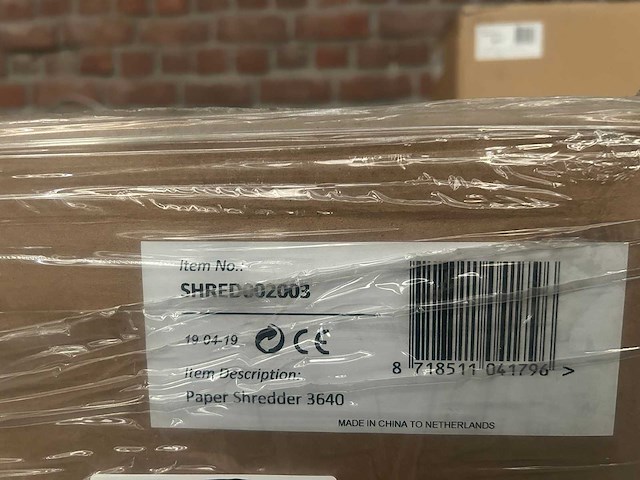 Item No.:
SHRED002003
19-04-19 CE
Item Description:
Paper Shredder 3640
8 718511 041796 >
MADE IN CHINA TO NETHERLANDS